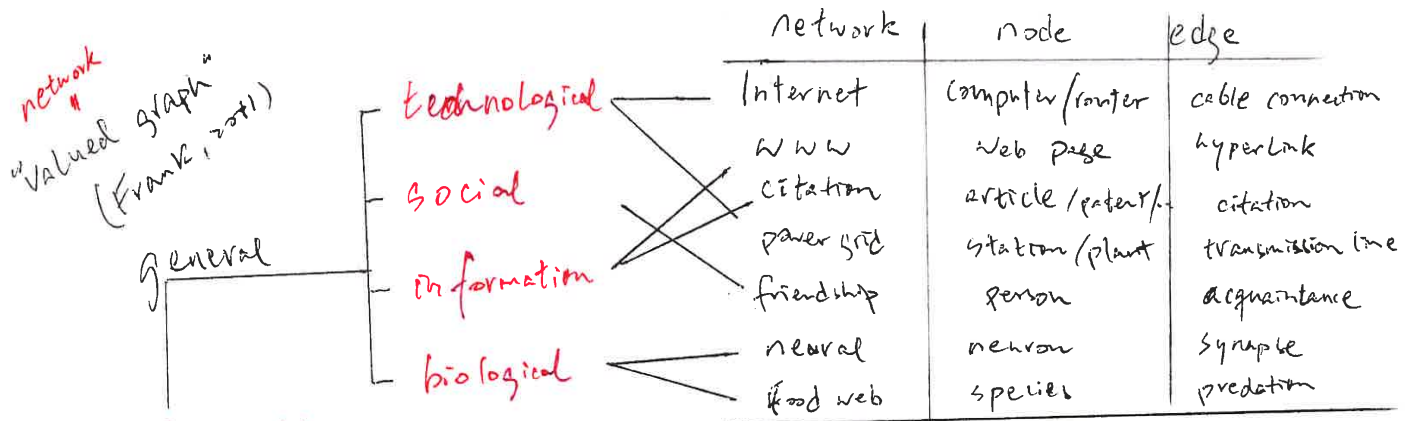 network
"
"Valued graph"
(Frank, 2011)
general
technological
social
information
biological
network | node | edge
Internet | computer/router | cable connection
WWW | web page | hyperlink
citation | article/patent/.. | citation
power grid | station/plant | transmission line
friendship | person | acquaintance
neural | neuron | synapse
food web | species | predation